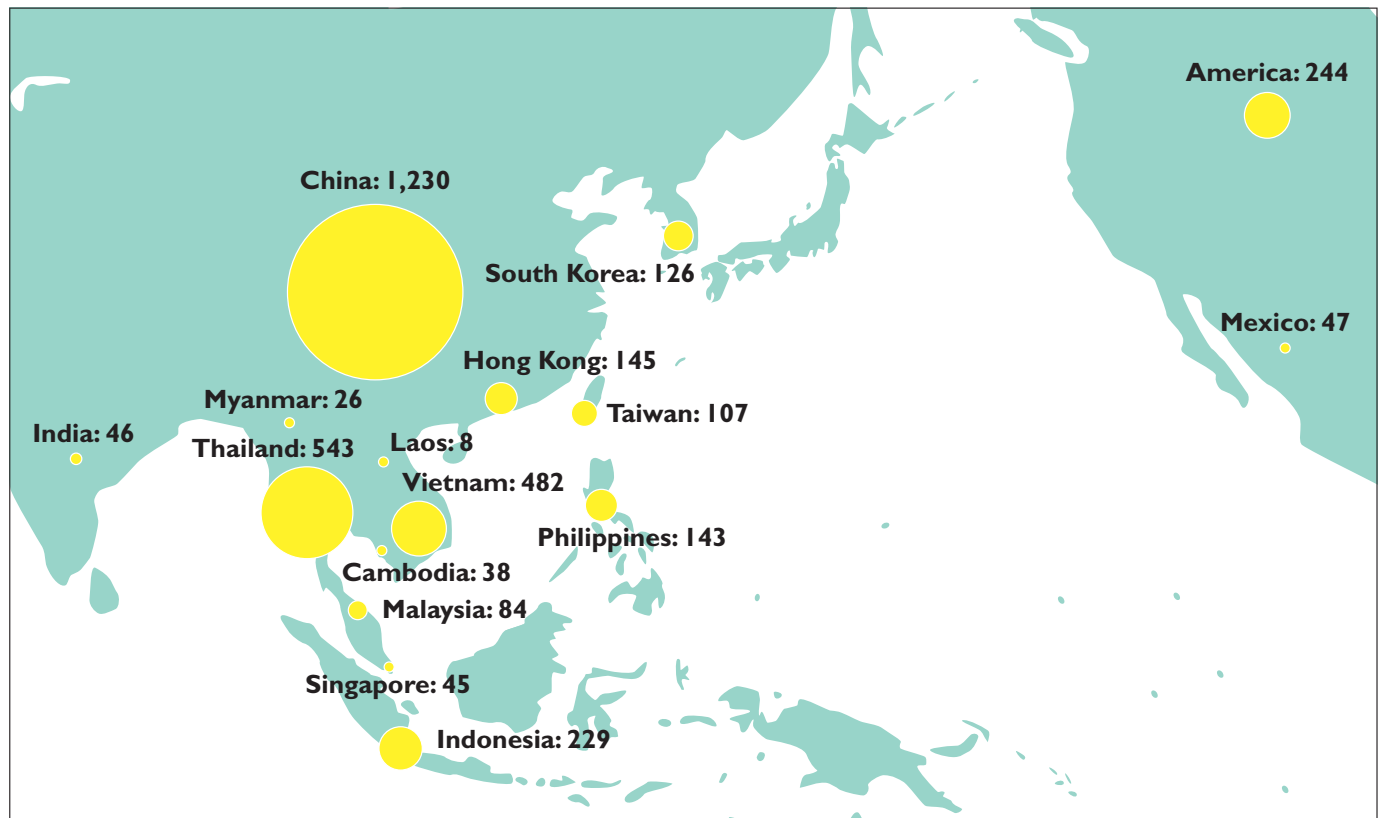 America: 244
China: 1,230
South Korea: 126
Mexico: 47
Hong Kong: 145
Myanmar: 26
Taiwan: 107
India: 46
Thailand: 543
Laos: 8
Vietnam: 482
Philippines: 143
Cambodia: 38
Malaysia: 84
Singapore: 45
Indonesia: 229